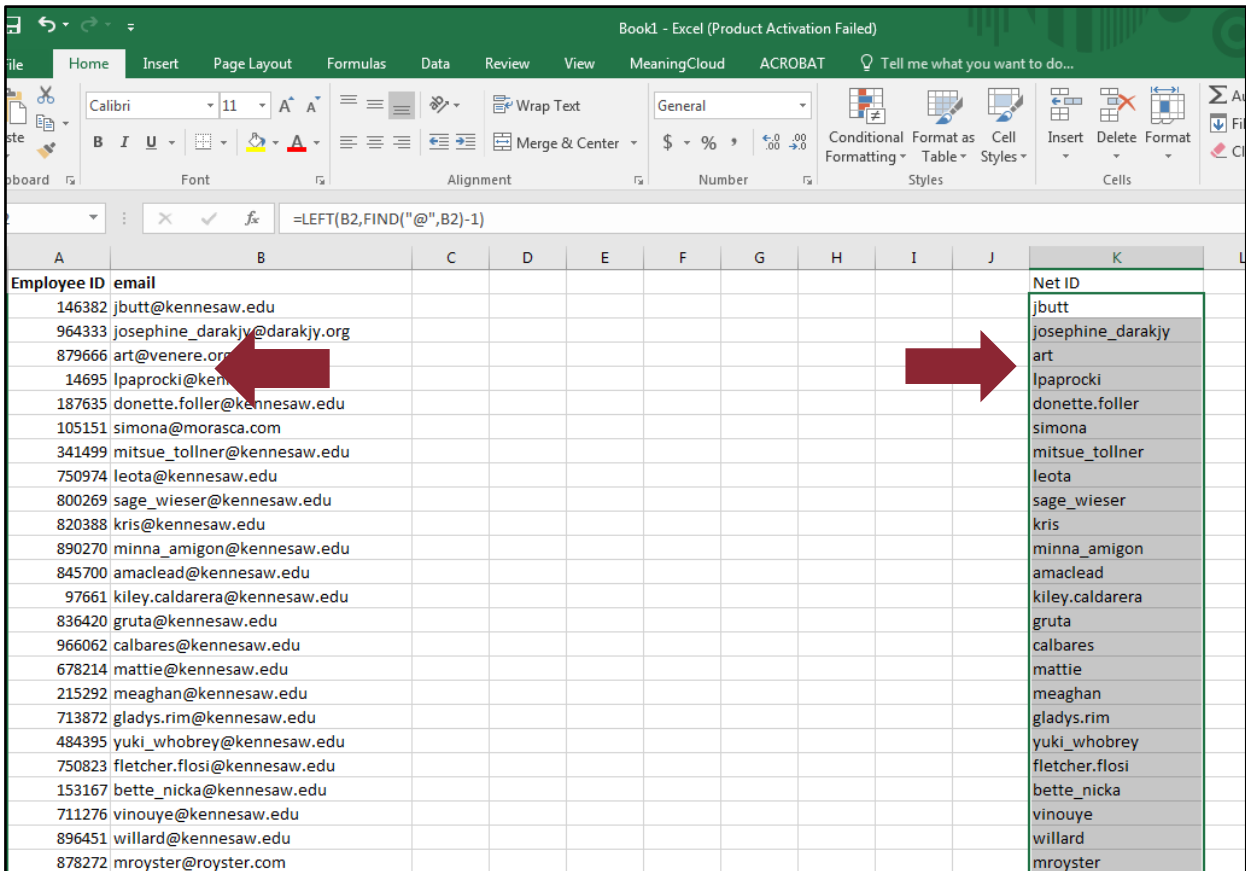 Book1 - Excel (Product Activation Failed)
Home Insert Page Layout Formulas Data Review View MeaningCloud ACROBAT Tell me what you want to do...
Calibri 11 A A Wrap Text General
B I U A Merge & Center $ % , Conditional Formatting Format as Table Cell Styles Insert Delete Format
Font Alignment Number Styles Cells
fx =LEFT(B2,FIND("@",B2)-1)
A B C D E F G H I J K
Employee ID email Net ID
146382 jbutt@kennesaw.edu jbutt
964333 josephine_darakjy@darakjy.org josephine_darakjy
879666 art@venere.org art
14695 lpaprocki@ken lpaprocki
187635 donette.foller@kennesaw.edu donette.foller
105151 simona@morasca.com simona
341499 mitsue_tollner@kennesaw.edu mitsue_tollner
750974 leota@kennesaw.edu leota
800269 sage_wieser@kennesaw.edu sage_wieser
820388 kris@kennesaw.edu kris
890270 minna_amigon@kennesaw.edu minna_amigon
845700 amaclead@kennesaw.edu amaclead
97661 kiley.caldarera@kennesaw.edu kiley.caldarera
836420 gruta@kennesaw.edu gruta
966062 calbares@kennesaw.edu calbares
678214 mattie@kennesaw.edu mattie
215292 meaghan@kennesaw.edu meaghan
713872 gladys.rim@kennesaw.edu gladys.rim
484395 yuki_whobrey@kennesaw.edu yuki_whobrey
750823 fletcher.flosi@kennesaw.edu fletcher.flosi
153167 bette_nicka@kennesaw.edu bette_nicka
711276 vinouye@kennesaw.edu vinouye
896451 willard@kennesaw.edu willard
878272 mroyster@royster.com mroyster